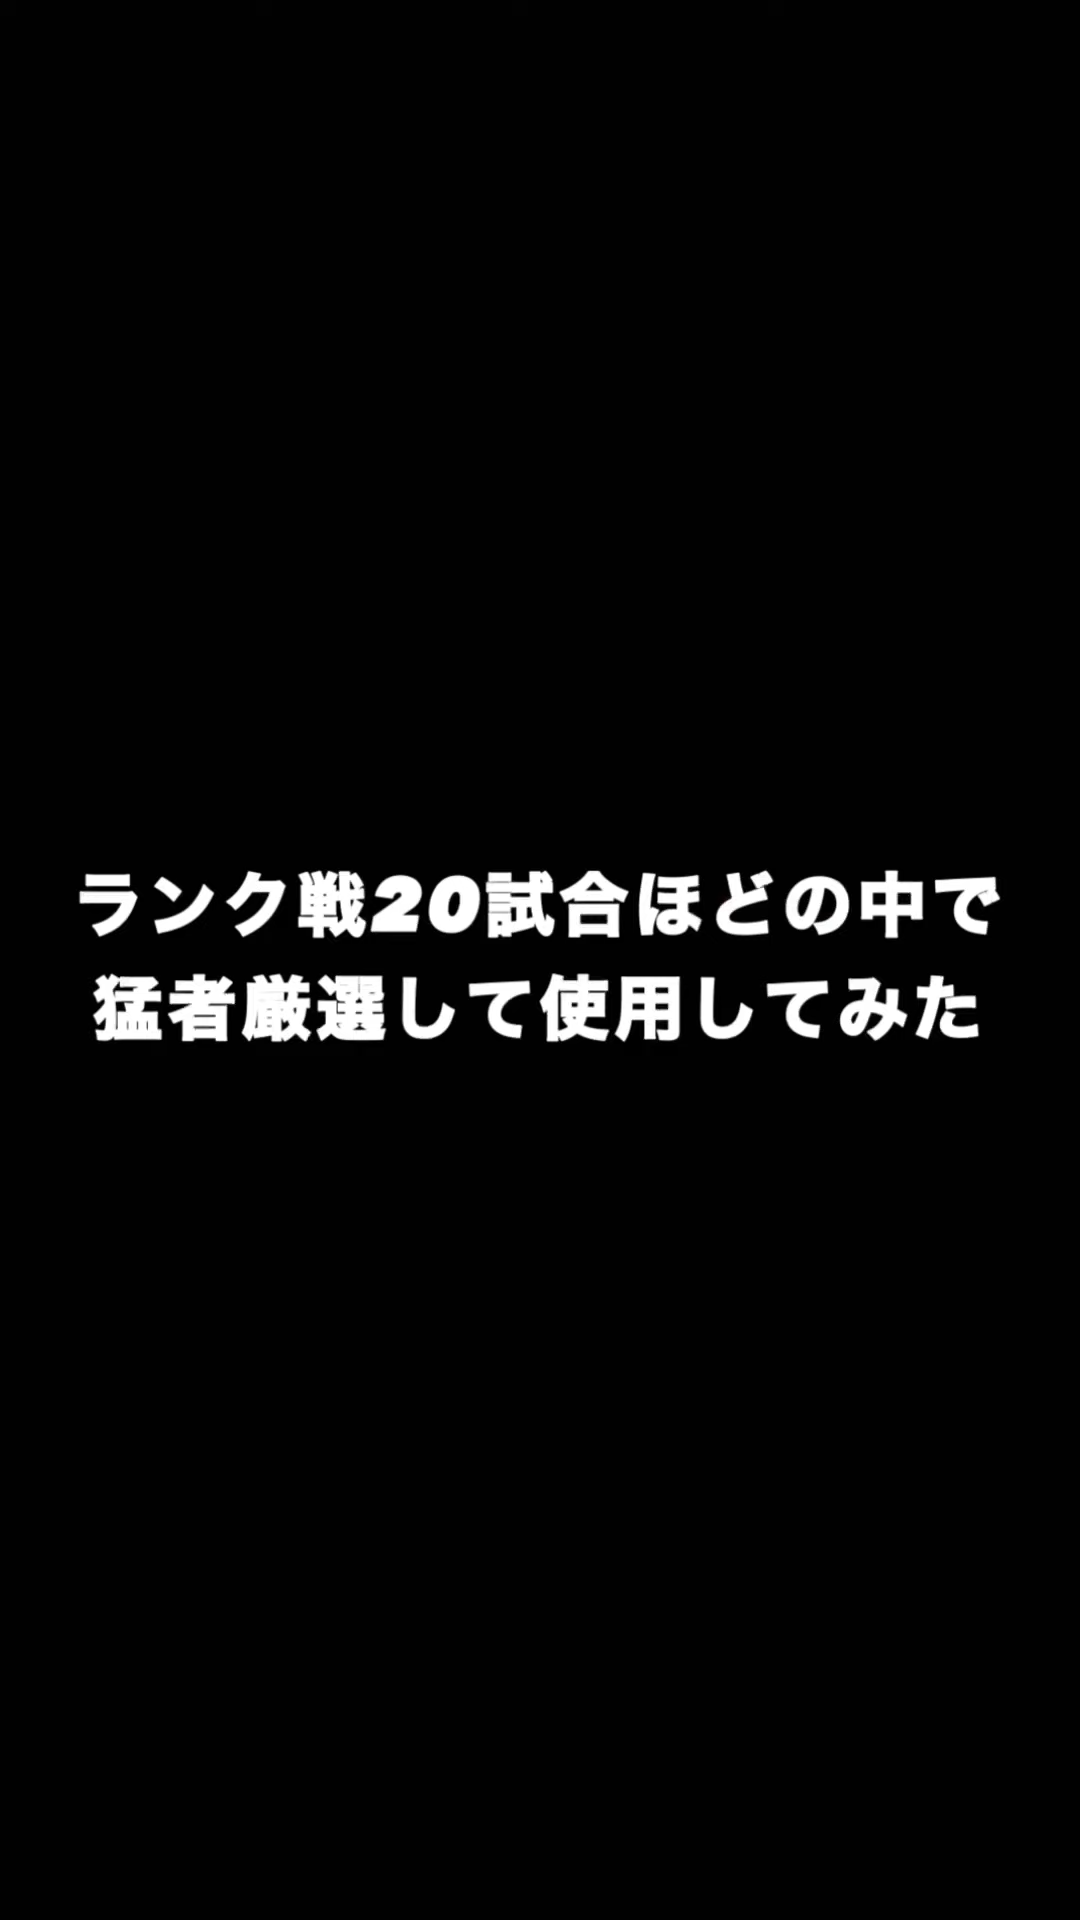 ランク戦20試合ほどの中で
猛者厳選して使用してみた